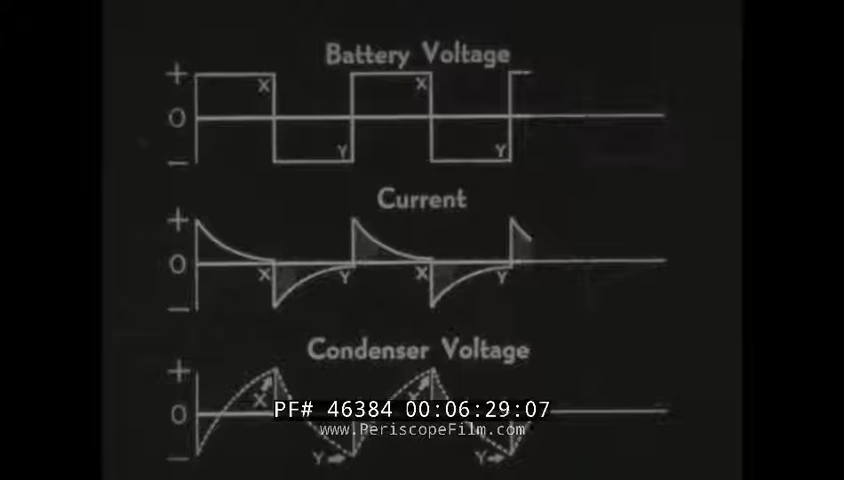 Battery Voltage
+
X
X
0
Y
Y
-
Current
+
0
X
Y
X
Y
-
Condenser Voltage
+
X
0
PF# 46384 00:06:29:07
www.PeriscopeFilm.com
Y
Y
-